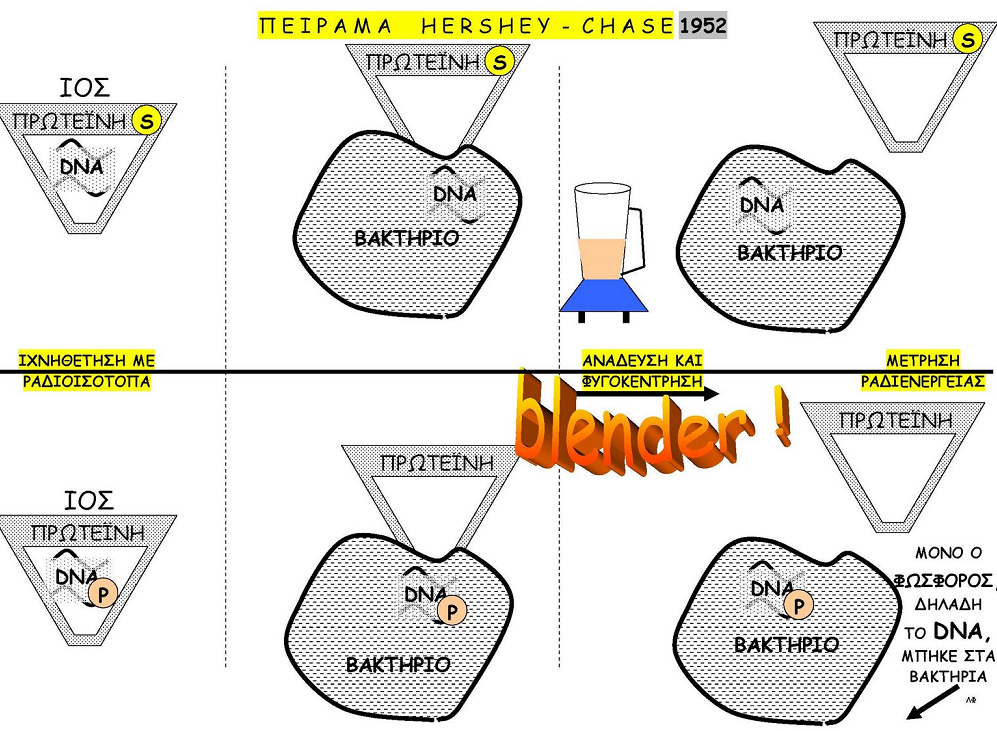 ΠΕΙΡΑΜΑ HERSHEY - CHASE 1952
ΙΟΣ
ΠΡΩΤΕΪΝΗ S
DNA
ΠΡΩΤΕΪΝΗ S
DNA
ΒΑΚΤΗΡΙΟ
ΠΡΩΤΕΪΝΗ S
DNA
ΒΑΚΤΗΡΙΟ
ΙΧΝΗΘΕΤΗΣΗ ΜΕ
ΡΑΔΙΟΙΣΟΤΟΠΑ
ΑΝΑΔΕΥΣΗ ΚΑΙ
ΦΥΓΟΚΕΝΤΡΗΣΗ
ΜΕΤΡΗΣΗ
ΡΑΔΙΕΝΕΡΓΕΙΑΣ
blender !
ΙΟΣ
ΠΡΩΤΕΪΝΗ
DNA
P
ΠΡΩΤΕΪΝΗ
DNA
P
ΒΑΚΤΗΡΙΟ
ΠΡΩΤΕΪΝΗ
DNA
P
ΒΑΚΤΗΡΙΟ
ΜΟΝΟ Ο
ΦΩΣΦΟΡΟΣ,
ΔΗΛΑΔΗ
ΤΟ DNA,
ΜΠΗΚΕ ΣΤΑ
ΒΑΚΤΗΡΙΑ
ΛΦ